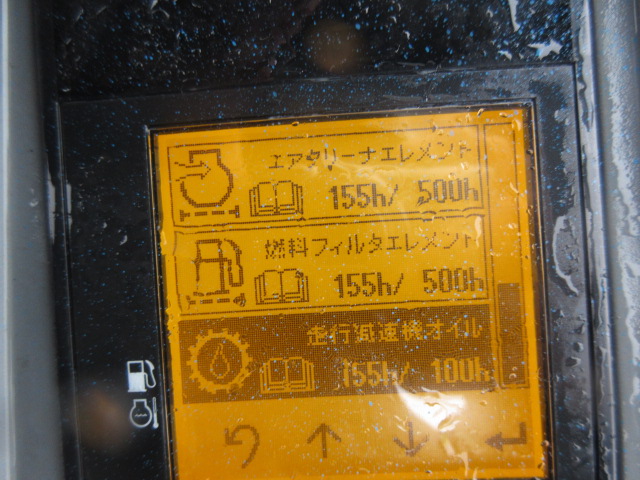 エアクリーナエレメント
155h/ 500h
燃料フィルタエレメント
155h/ 500h
走行減速機オイル
155h/ 100h